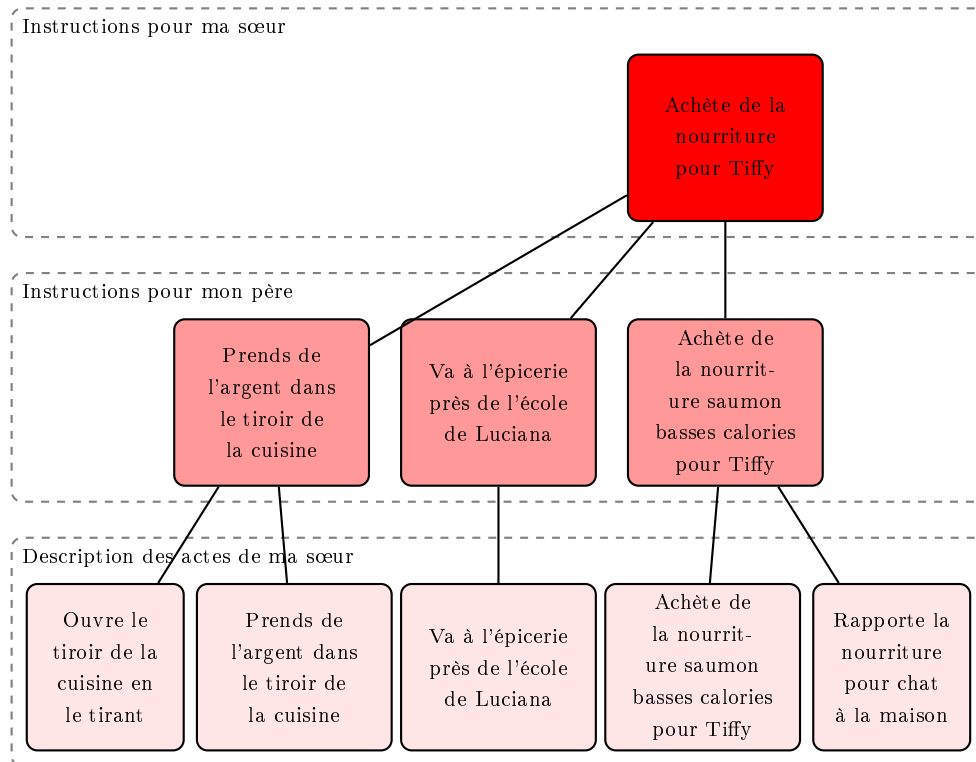 Instructions pour ma sœur
Achète de la
nourriture
pour Tiffy
Instructions pour mon père
Prends de
l'argent dans
le tiroir de
la cuisine
Va à l'épicerie
près de l'école
de Luciana
Achète de
la nourrit-
ure saumon
basses calories
pour Tiffy
Description des actes de ma sœur
Ouvre le
tiroir de la
cuisine en
le tirant
Prends de
l'argent dans
le tiroir de
la cuisine
Va à l'épicerie
près de l'école
de Luciana
Achète de
la nourrit-
ure saumon
basses calories
pour Tiffy
Rapporte la
nourriture
pour chat
à la maison